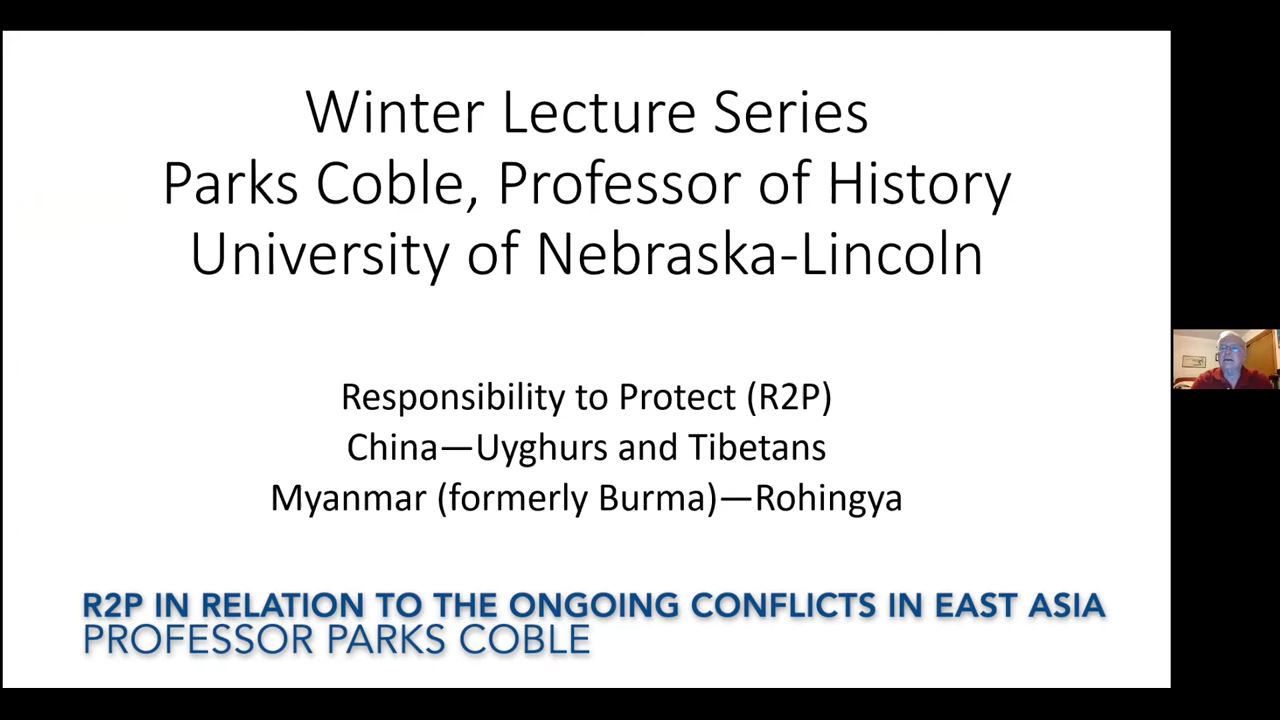 Winter Lecture Series
Parks Coble, Professor of History
University of Nebraska-Lincoln
Responsibility to Protect (R2P)
China—Uyghurs and Tibetans
Myanmar (formerly Burma)—Rohingya
R2P IN RELATION TO THE ONGOING CONFLICTS IN EAST ASIA
PROFESSOR PARKS COBLE